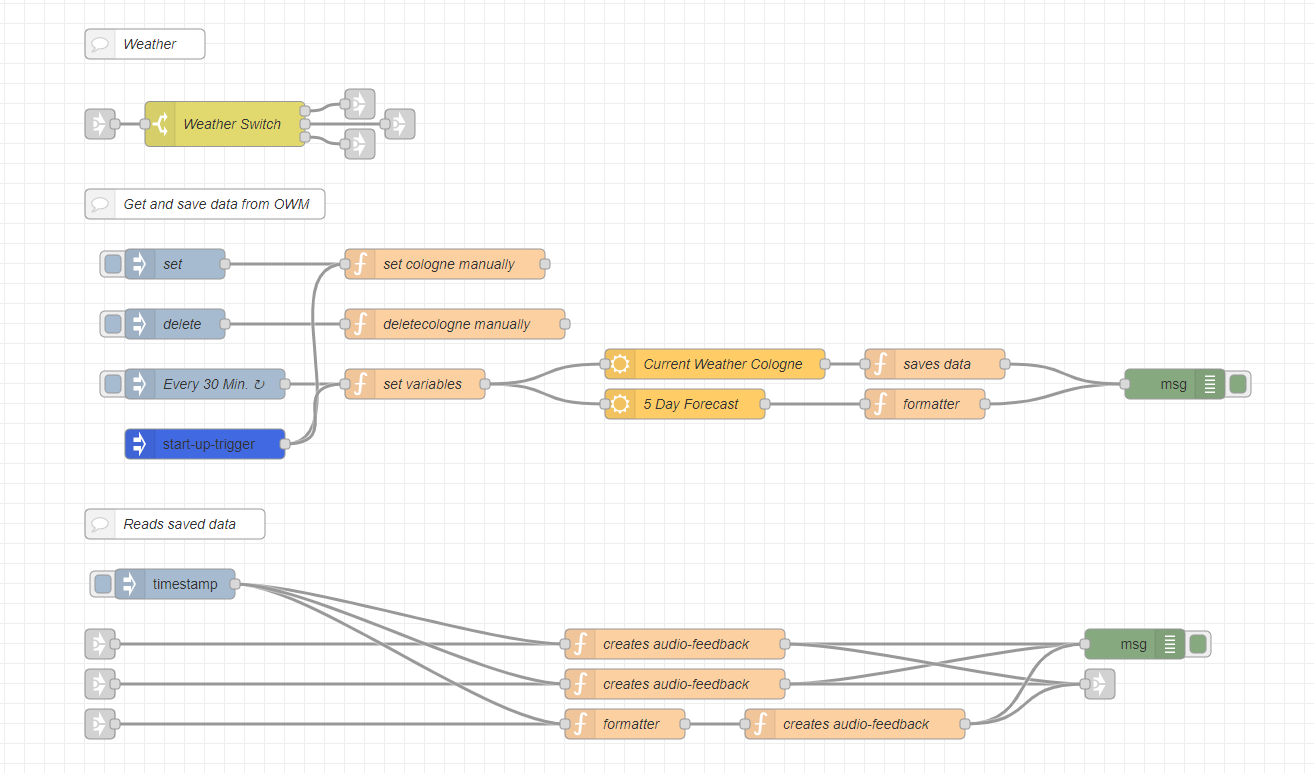 Weather
Weather Switch
Get and save data from OWM
set
set cologne manually
delete
deletecologne manually
Current Weather Cologne
saves data
Every 30 Min. ↻
set variables
msg
5 Day Forecast
formatter
start-up-trigger
Reads saved data
timestamp
creates audio-feedback
msg
creates audio-feedback
formatter
creates audio-feedback